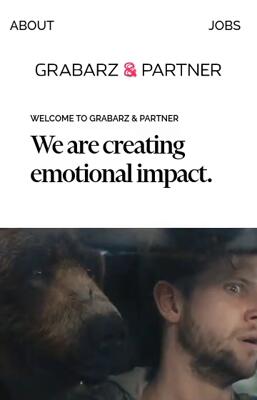 ABOUT JOBS
GRABARZ & PARTNER
WELCOME TO GRABARZ & PARTNER
We are creating
emotional impact.